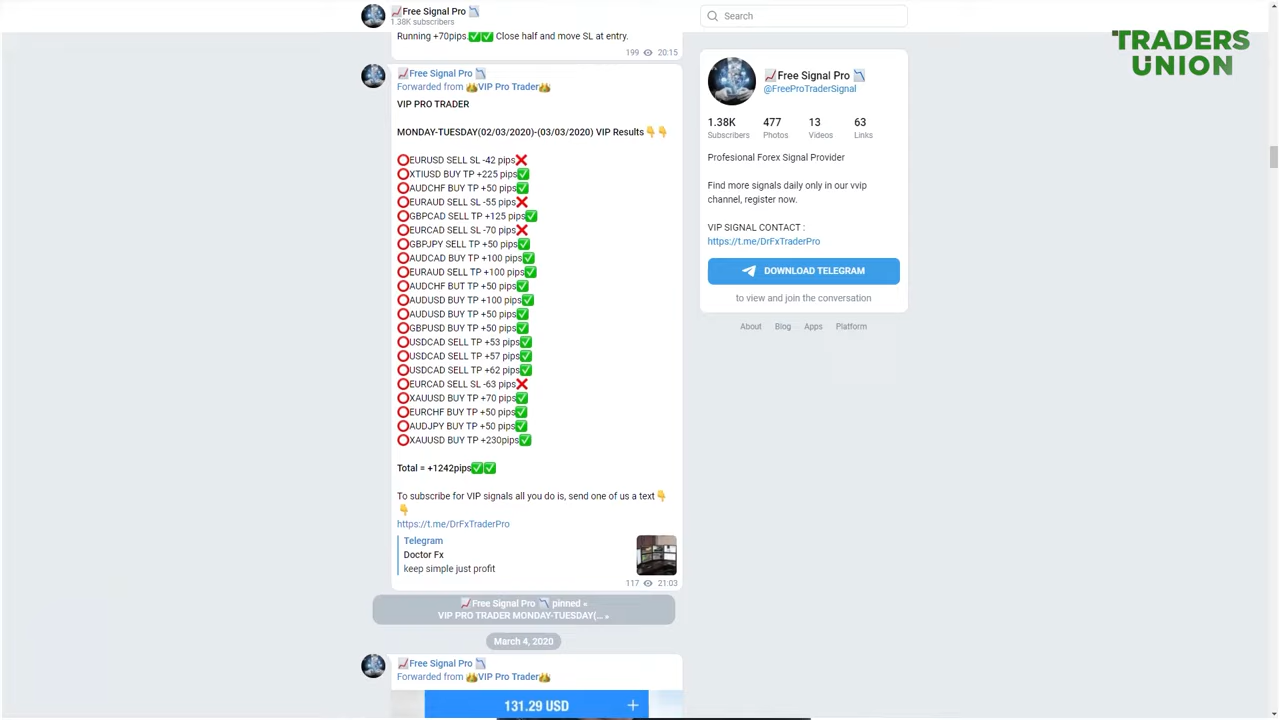 Free Signal Pro
1.38K subscribers
Running +70pips.✅✅ Close half and move SL at entry.
199 20:15
Free Signal Pro
Forwarded from 👑VIP Pro Trader👑
VIP PRO TRADER
MONDAY-TUESDAY(02/03/2020)-(03/03/2020) VIP Results👇👇
⭕EURUSD SELL SL -42 pips❌
⭕XTIUSD SELL TP +225 pips✅
⭕AUDCHF BUY TP +50 pips✅
⭕EURAUD SELL SL -55 pips❌
⭕GBPCAD SELL TP +125 pips✅
⭕EURCAD SELL SL -70 pips❌
⭕GBPJPY SELL TP +50 pips✅
⭕AUDCAD BUY TP +100 pips✅
⭕EURAUD SELL TP +100 pips✅
⭕AUDCHF BUT TP +50 pips✅
⭕AUDUSD BUY TP +100 pips✅
⭕AUDUSD BUY TP +50 pips✅
⭕GBPUSD BUY TP +50 pips✅
⭕USDCAD SELL TP +53 pips✅
⭕USDCAD SELL TP +57 pips✅
⭕USDCAD SELL TP +62 pips✅
⭕EURCAD SELL SL -63 pips❌
⭕XAUUSD BUY TP +70 pips✅
⭕EURCHF BUY TP +50 pips✅
⭕AUDJPY BUY TP +50 pips✅
⭕XAUUSD BUY TP +230pips✅
Total = +1242pips✅✅
To subscribe for VIP signals all you do is, send one of us a text👇
👇
https://t.me/DrFxTraderPro
Telegram
Doctor Fx
keep simple just profit
117 21:03
Free Signal Pro pinned «
VIP PRO TRADER MONDAY-TUESDAY(... »
March 4, 2020
Free Signal Pro
Forwarded from 👑VIP Pro Trader👑
131.29 USD +
Search
Free Signal Pro
@FreeProTraderSignal
1.38K 477 13 63
Subscribers Photos Videos Links
Profesional Forex Signal Provider
Find more signals daily only in our vvip
channel, register now.
VIP SIGNAL CONTACT :
https://t.me/DrFxTraderPro
DOWNLOAD TELEGRAM
to view and join the conversation
About Blog Apps Platform
TRADERS
UNION